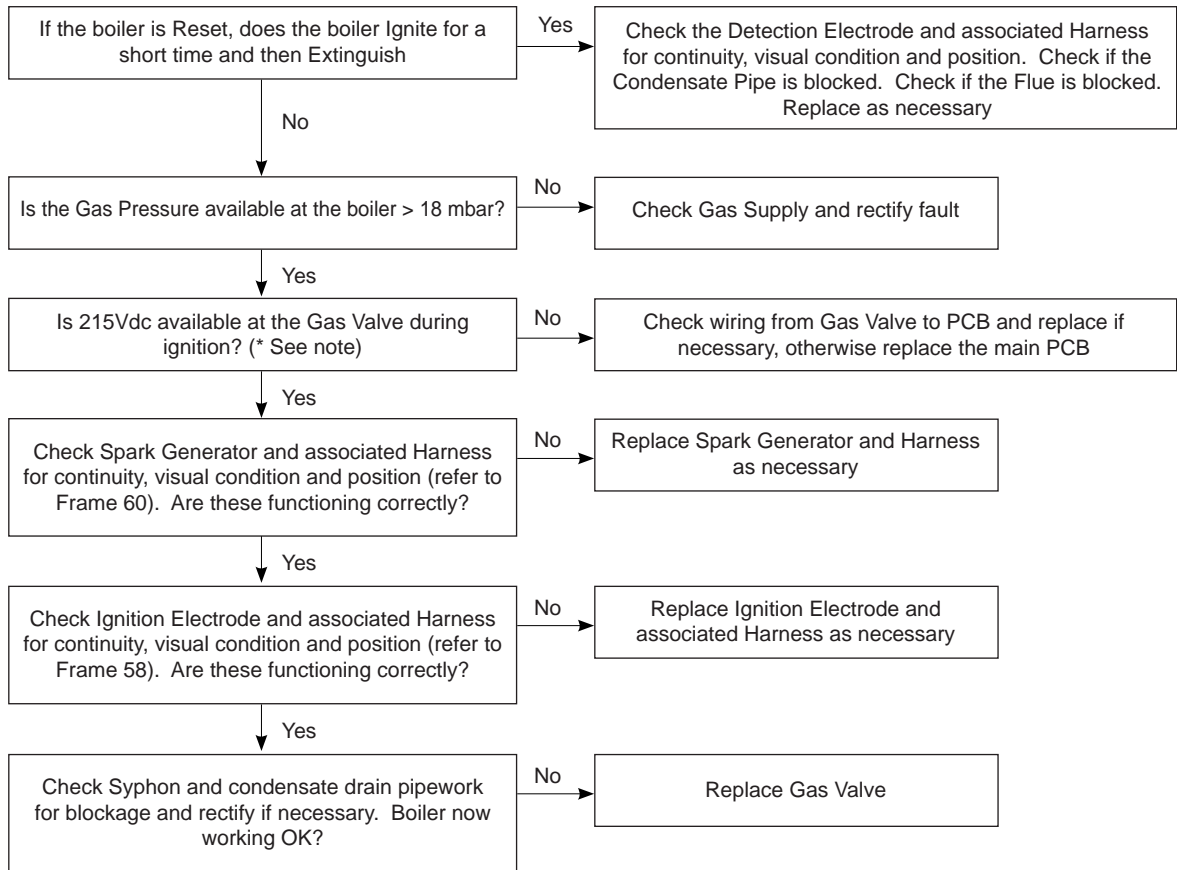 If the boiler is Reset, does the boiler Ignite for a
short time and then Extinguish
Yes
Check the Detection Electrode and associated Harness
for continuity, visual condition and position.  Check if the
Condensate Pipe is blocked.  Check if the Flue is blocked.
Replace as necessary
No
Is the Gas Pressure available at the boiler > 18 mbar?
No
Check Gas Supply and rectify fault
Yes
Is 215Vdc available at the Gas Valve during
ignition? (* See note)
No
Check wiring from Gas Valve to PCB and replace if
necessary, otherwise replace the main PCB
Yes
Check Spark Generator and associated Harness
for continuity, visual condition and position (refer to
Frame 60).  Are these functioning correctly?
No
Replace Spark Generator and Harness
as necessary
Yes
Check Ignition Electrode and associated Harness
for continuity, visual condition and position (refer to
Frame 58).  Are these functioning correctly?
No
Replace Ignition Electrode and
associated Harness as necessary
Yes
Check Syphon and condensate drain pipework
for blockage and rectify if necessary.  Boiler now
working OK?
No
Replace Gas Valve